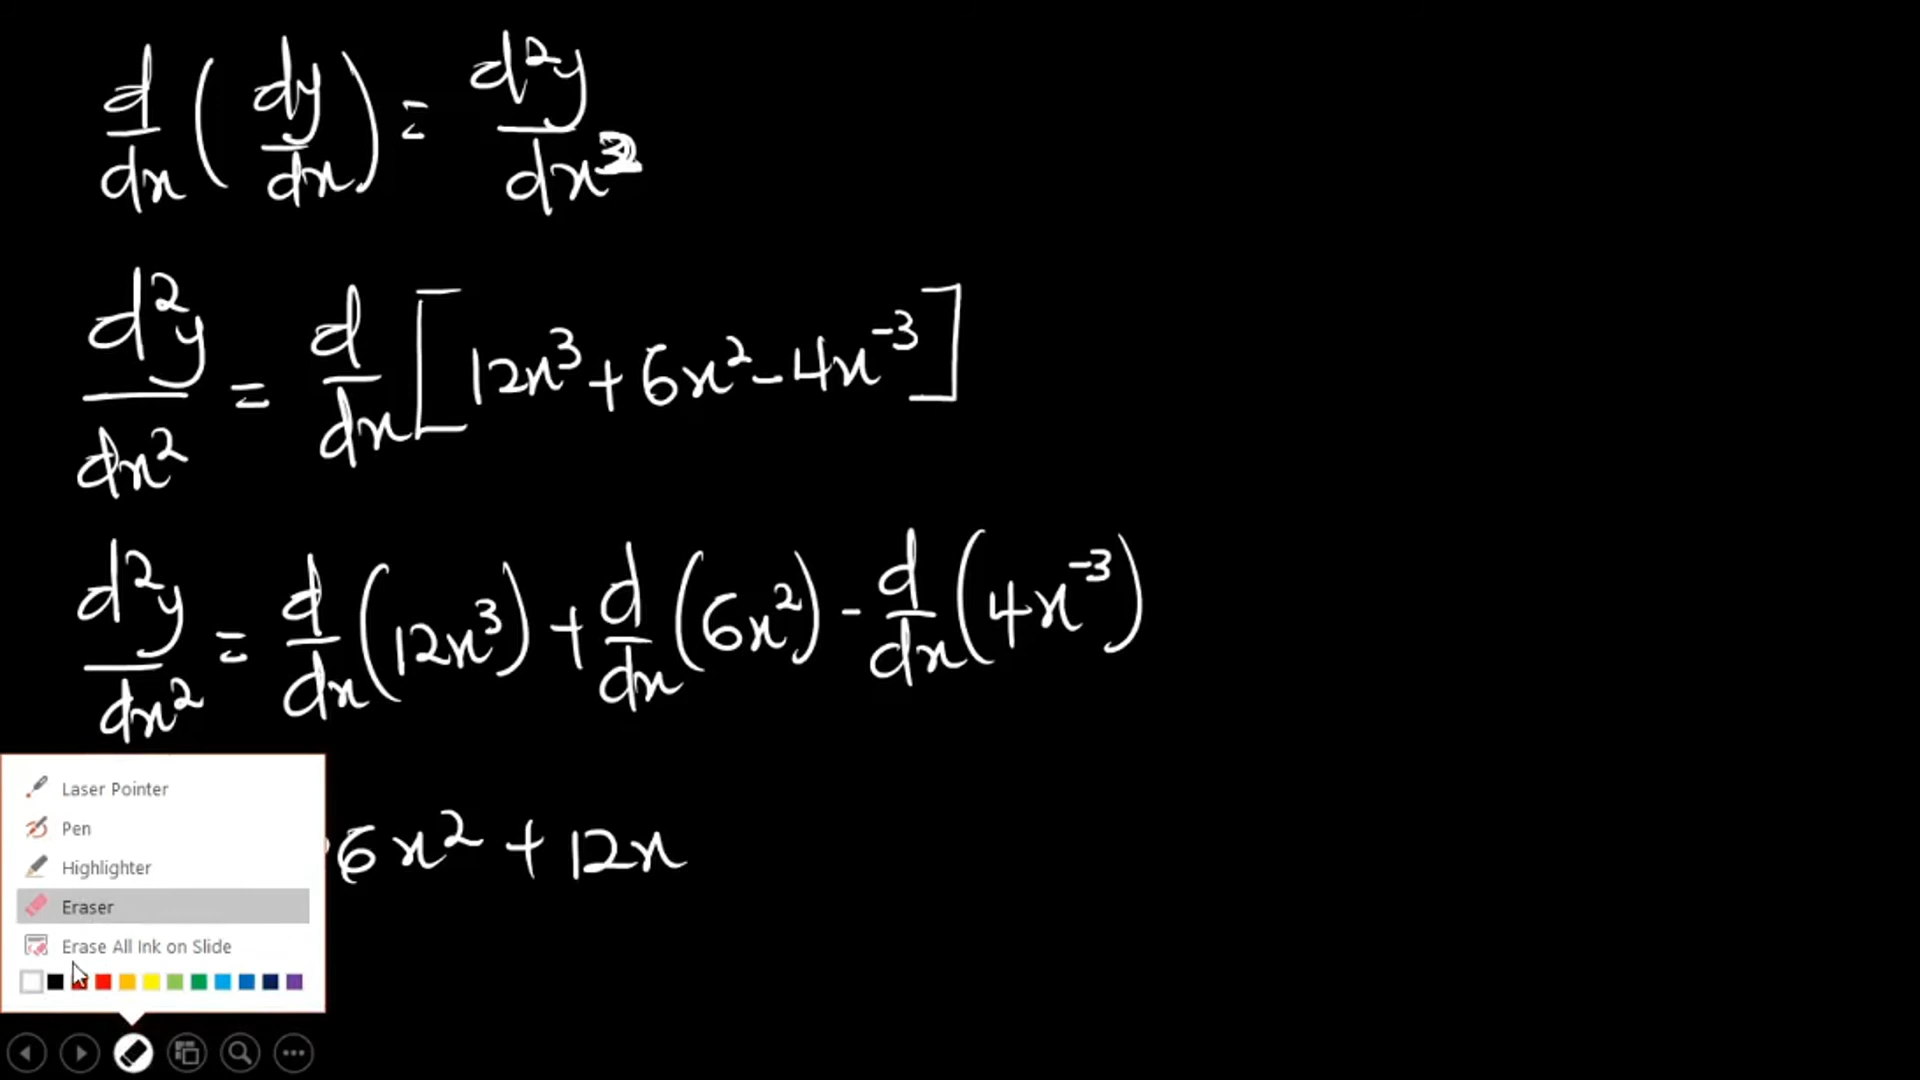 d/dx (dy/dx) = d²y/dx²
d²y/dx² = d/dx [12x³ + 6x² - 4x⁻³]
d²y/dx² = d/dx (12x³) + d/dx (6x²) - d/dx (4x⁻³)
6x² + 12x
Laser Pointer
Pen
Highlighter
Eraser
Erase All Ink on Slide